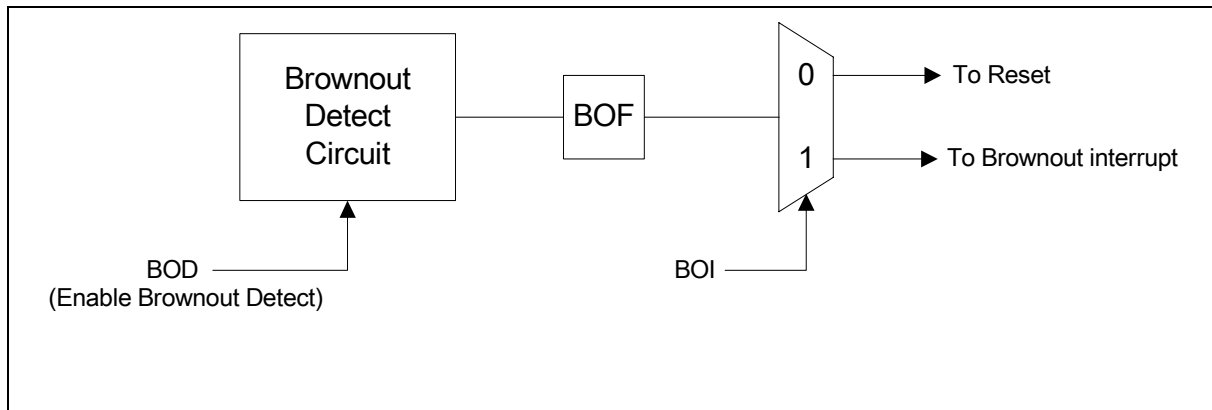 Brownout
Detect
Circuit
BOF
0
1
To Reset
To Brownout interrupt
BOD
(Enable Brownout Detect)
BOI